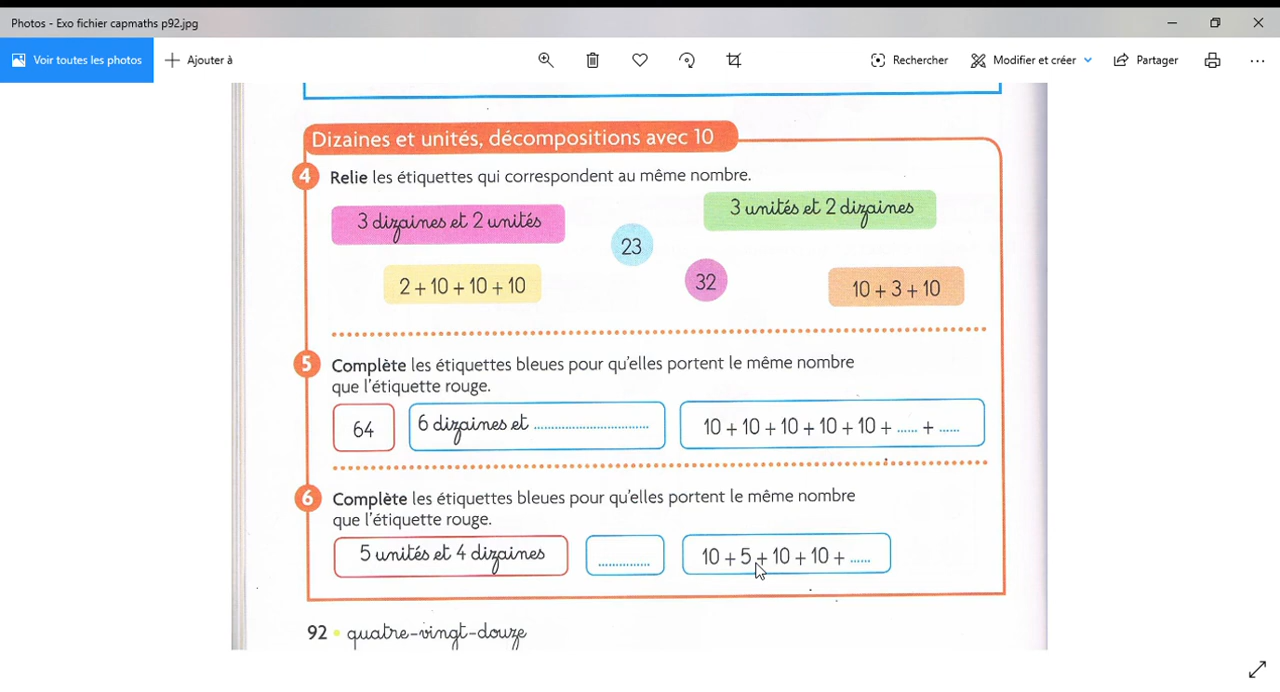 Photos - Exo fichier capmaths p92.jpg
Voir toutes les photos
Ajouter à
Rechercher
Modifier et créer
Partager
Dizaines et unités, décompositions avec 10
4 Relie les étiquettes qui correspondent au même nombre.
3 dizaines et 2 unités
3 unités et 2 dizaines
23
2 + 10 + 10 + 10
32
10 + 3 + 10
5 Complète les étiquettes bleues pour qu'elles portent le même nombre
que l'étiquette rouge.
64
6 dizaines et ..............................
10 + 10 + 10 + 10 + 10 + ...... + ......
6 Complète les étiquettes bleues pour qu'elles portent le même nombre
que l'étiquette rouge.
5 unités et 4 dizaines
...............
10 + 5 + 10 + 10 + ......
92 • quatre-vingt-douze